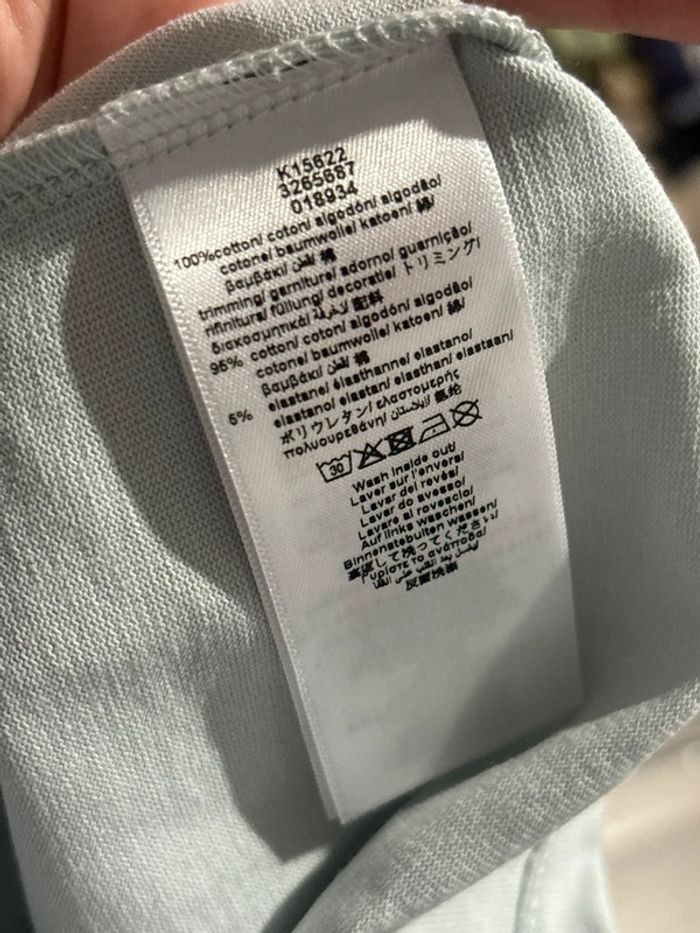 K15622
3265687
018934
100%cotton/ coton/ algodón/ algodão/
cotone/ baumwolle/ katoen/ 綿/
βαμβάκι/ قطن/ 棉
trimming/ garniture/ adorno/ guarnição/
rifinitura/ füllung/ decoratie/ トリミング/
διακοσμητικά/ 配料
95% cotton/ coton/ algodón/ algodão/
cotone/ baumwolle/ katoen/ 綿/
βαμβάκι/ قطن/ 棉
5% elastane/ élasthanne/ elastano/
elastano/ elastan/ elasthan/ elastaan/
ポリウレタン/ ελαστομερής
πολυουρεθάνη/ 氨纶
30
Wash inside out/
Laver sur l'envers/
Lavar del revés/
Lavar do avesso/
Lavare al rovescio/
Auf links waschen/
Binnenstebuiten wassen/
裏返して洗ってください/
Γυρίστε το ανάποδα/
反面洗涤